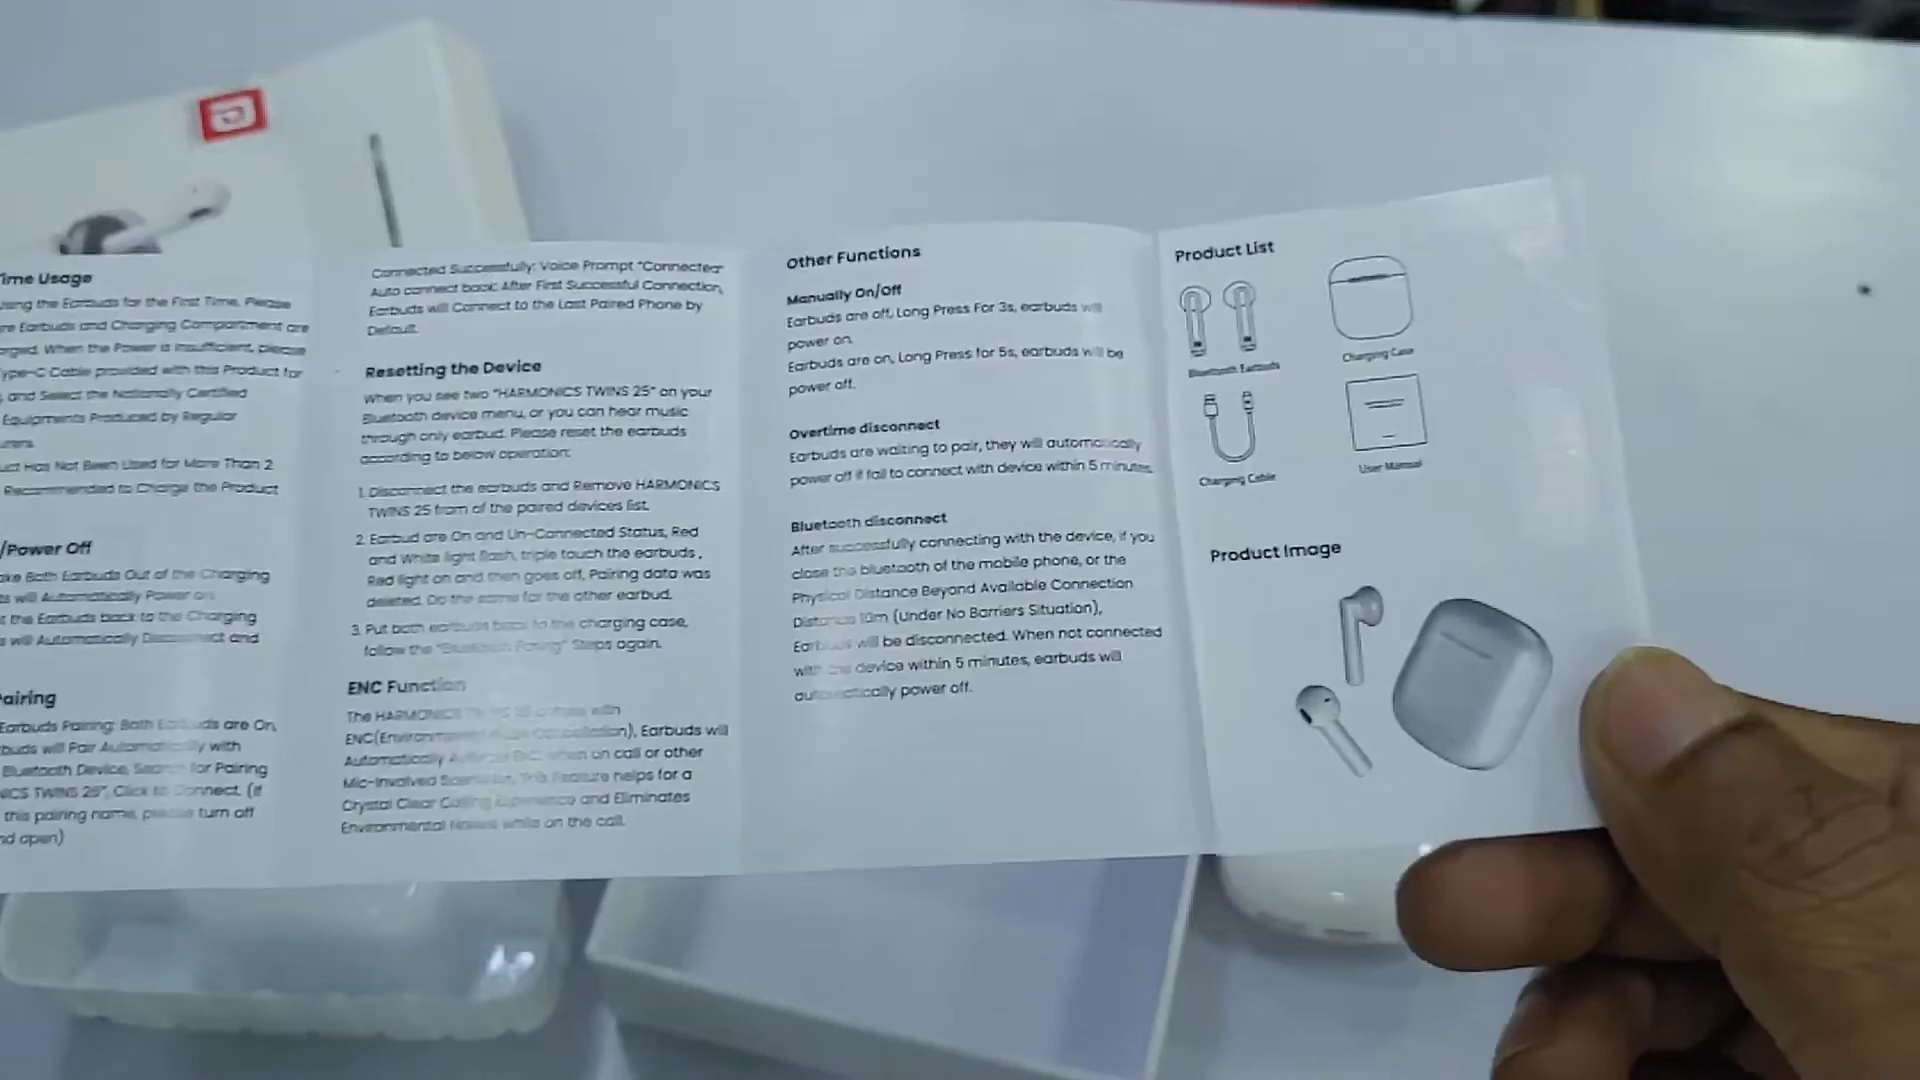 Time Usage
using the Earbuds for the First Time, Please
Earbuds and Charging Compartment are
When the Power is Insufficient, please
Type-C Cable provided with this Product for
and Select the Nationally Certified
Equipments Produced by Regular
Has Not Been Used for More Than 2
Recommended to Charge the Product
/Power Off
Both Earbuds Out of the Charging
will Automatically Power on.
the Earbuds back to the Charging
will Automatically Disconnect and
Pairing
Earbuds Pairing: Both Earbuds are On,
will Pair Automatically with
Bluetooth Device, Search for Pairing
TWINS 25", Click to Connect. (If
this pairing name, please turn off
open)
Connected Successfully: Voice Prompt "Connected"
Auto connect back: After First Successful Connection,
Earbuds will Connect to the Last Paired Phone by
Default.
Resetting the Device
When you see two "HARMONICS TWINS 25" on your
Bluetooth device menu, or you can hear music
through only earbud. Please reset the earbuds
according to below operation:
1. Disconnect the earbuds and Remove HARMONICS
TWINS 25 from of the paired devices list.
2. Earbud are On and Un-Connected Status, Red
and White light flash, triple touch the earbuds,
Red light on and then goes off, Pairing data was
deleted. Do the same for the other earbud.
3. Put both earbuds back to the charging case,
follow the "Bluetooth Pairing" Steps again.
ENC Function
The HARMONICS with
ENC(Environmental Noise Cancellation), Earbuds will
Automatically ENC when on call or other
Mic-Involved This Feature helps for a
Crystal Clear Calling Experience and Eliminates
Environmental Noises while on the call.
Other Functions
Manually On/Off
Earbuds are off, Long Press For 3s, earbuds will
power on.
Earbuds are on, Long Press for 5s, earbuds will be
power off.
Overtime disconnect
Earbuds are waiting to pair, they will automatically
power off if fail to connect with device within 5 minutes.
Bluetooth disconnect
After successfully connecting with the device, if you
close the bluetooth of the mobile phone, or the
Physical Distance Beyond Available Connection
Distance 10m (Under No Barriers Situation),
Earbuds will be disconnected. When not connected
with the device within 5 minutes, earbuds will
automatically power off.
Product List
Bluetooth Earbuds
Charging Case
Charging Cable
User Manual
Product Image